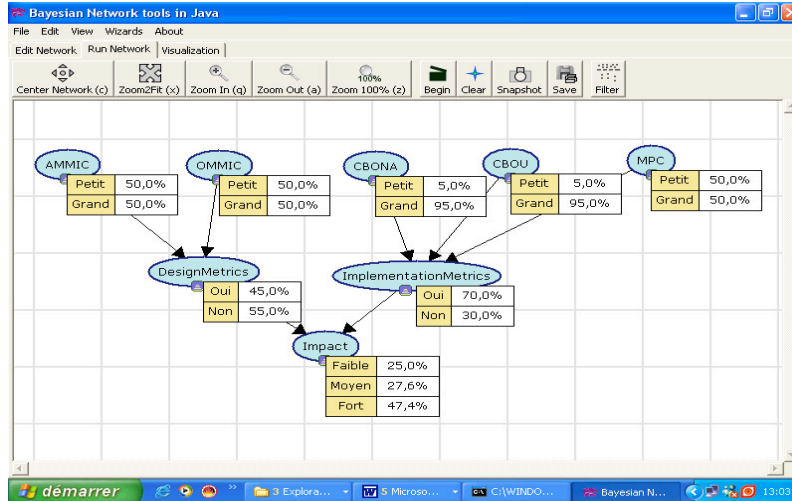 Bayesian Network tools in Java
File Edit View Wizards About
Edit Network Run Network Visualization
Center Network (c) Zoom2Fit (x) Zoom In (q) Zoom Out (a) 100% Zoom 100% (z) Begin Clear Snapshot Save Filter
AMMIC
Petit 50,0%
Grand 50,0%
OMMIC
Petit 50,0%
Grand 50,0%
CBONA
Petit 5,0%
Grand 95,0%
CBOU
Petit 5,0%
Grand 95,0%
MPC
Petit 50,0%
Grand 50,0%
DesignMetrics
Oui 45,0%
Non 55,0%
ImplementationMetrics
Oui 70,0%
Non 30,0%
Impact
Faible 25,0%
Moyen 27,6%
Fort 47,4%
démarrer 3 Explora... 5 Microso... C:\WINDO... Bayesian N... 13:03